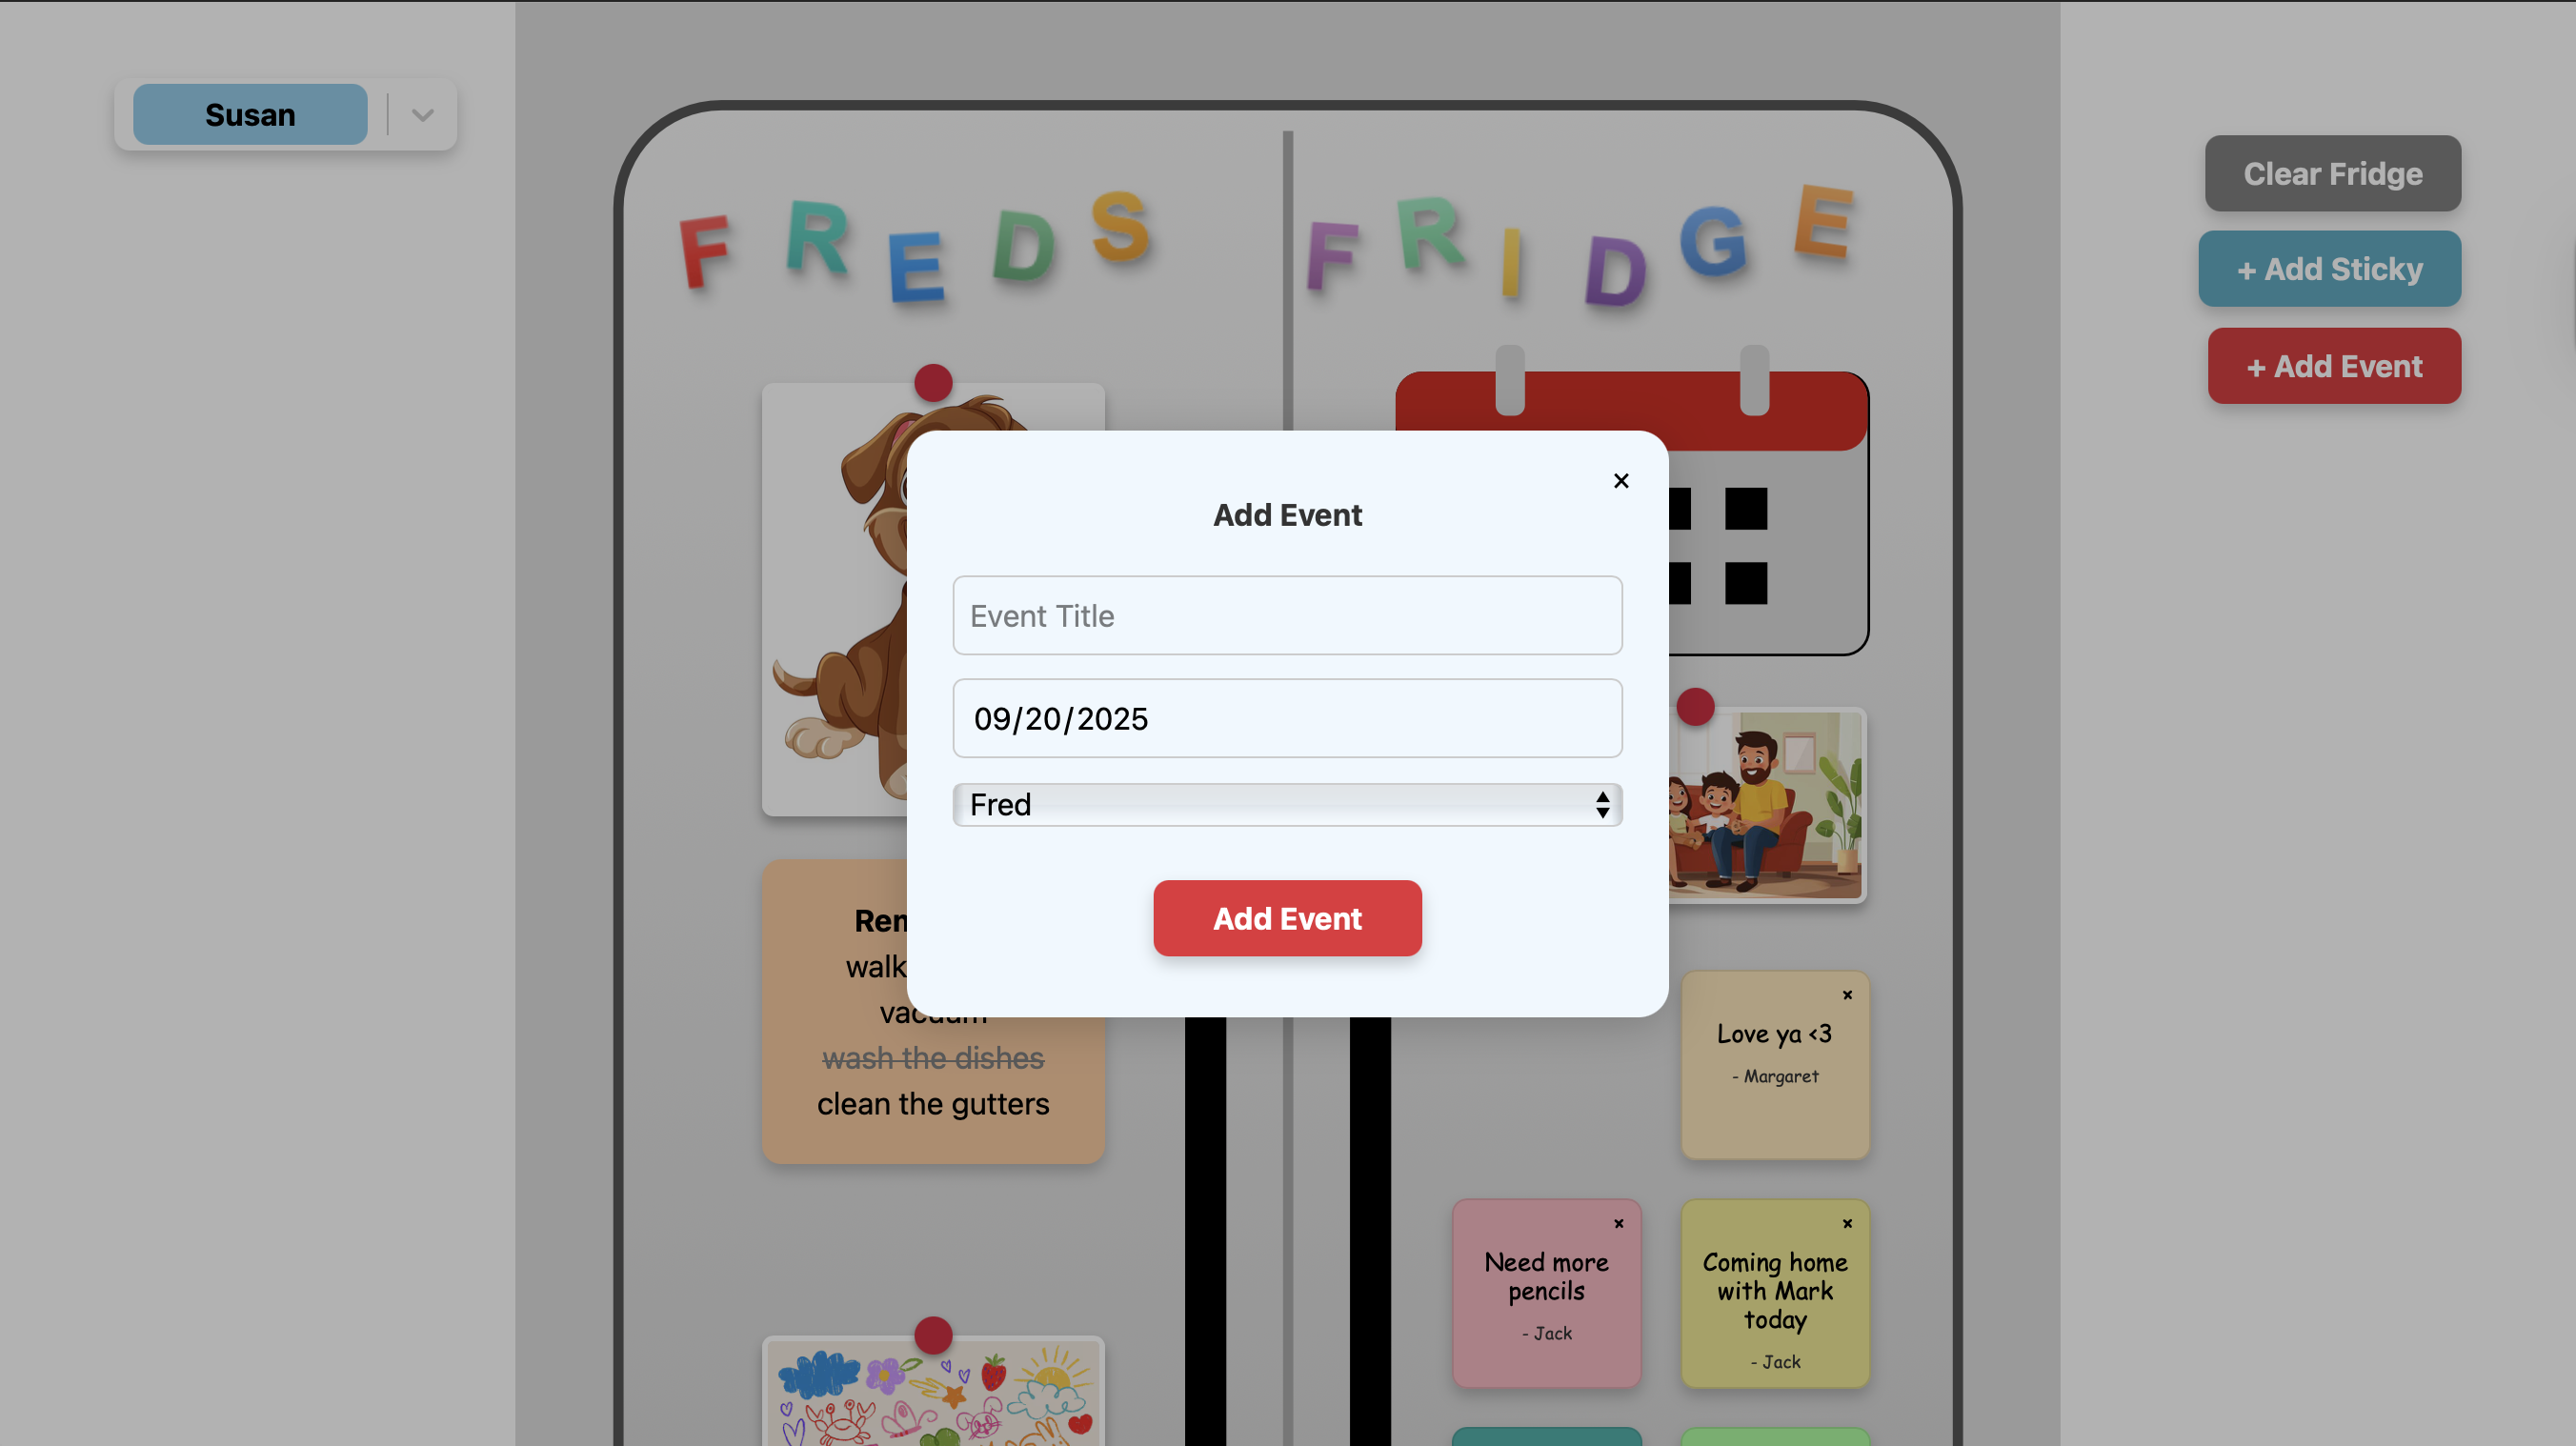 Susan
FREDS FRIDGE
Clear Fridge
+ Add Sticky
+ Add Event
×
Add Event
Event Title
09/20/2025
Fred
Add Event
Ren
walk
vacuum
wash the dishes
clean the gutters
×
Love ya <3
- Margaret
×
Need more
pencils
- Jack
×
Coming home
with Mark
today
- Jack